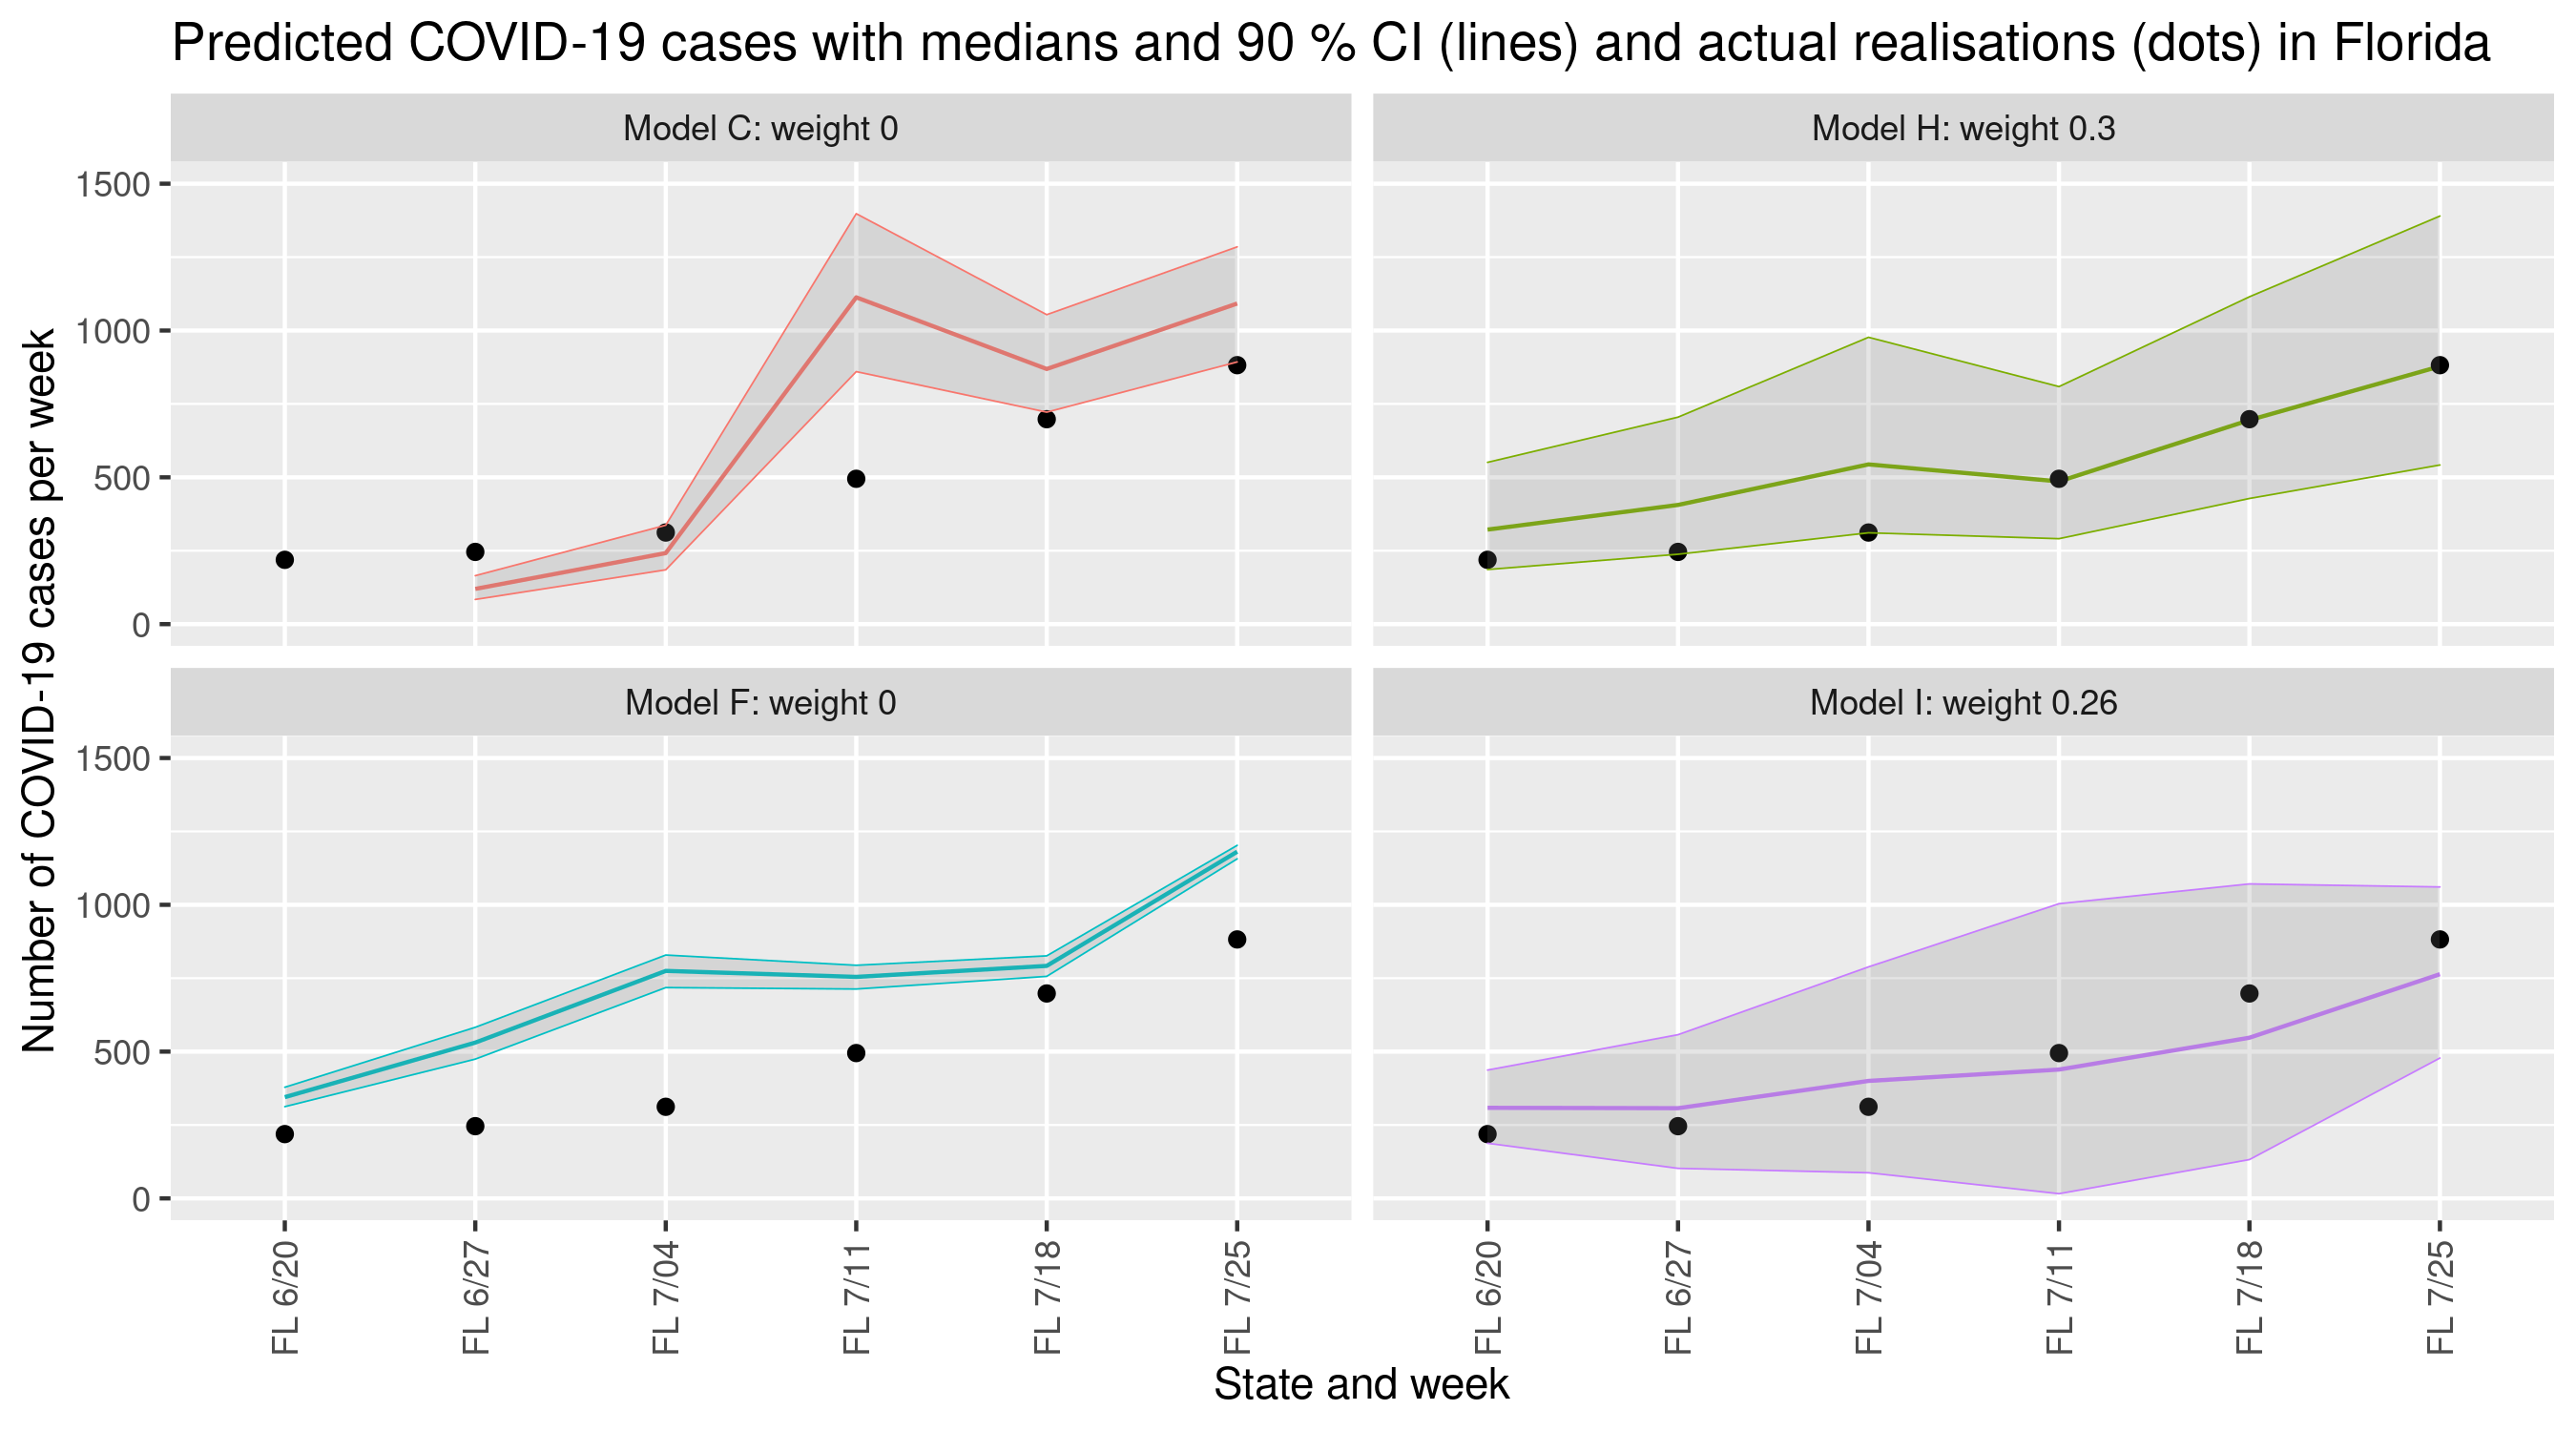 Predicted COVID-19 cases with medians and 90 % CI (lines) and actual realisations (dots) in Florida
Number of COVID-19 cases per week
Model C: weight 0
Model H: weight 0.3
1500
1000
500
0
Model F: weight 0
Model I: weight 0.26
1500
1000
500
0
FL 6/20
FL 6/27
FL 7/04
FL 7/11
FL 7/18
FL 7/25
FL 6/20
FL 6/27
FL 7/04
FL 7/11
FL 7/18
FL 7/25
State and week